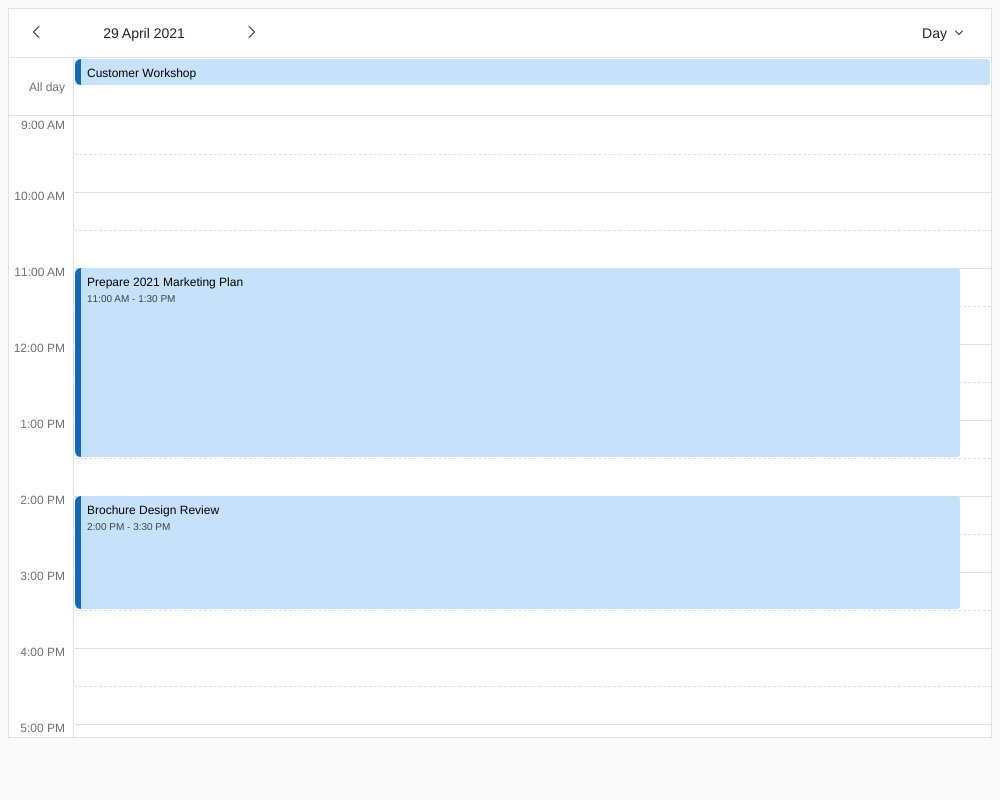 29 April 2021
Day
All day
Customer Workshop
9:00 AM
10:00 AM
11:00 AM
Prepare 2021 Marketing Plan
11:00 AM - 1:30 PM
12:00 PM
1:00 PM
2:00 PM
Brochure Design Review
2:00 PM - 3:30 PM
3:00 PM
4:00 PM
5:00 PM